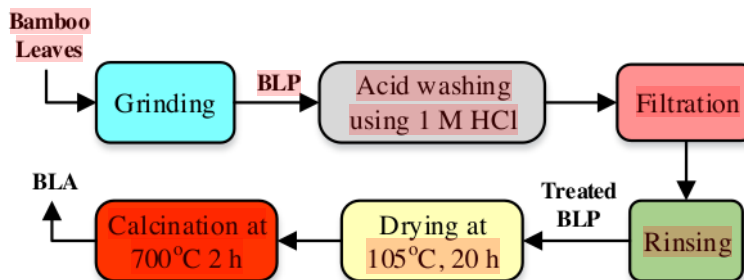 Bamboo
Leaves
Grinding
BLP
Acid washing
using 1 M HCl
Filtration
Rinsing
Treated
BLP
Drying at
105°C, 20 h
Calcination at
700°C 2 h
BLA